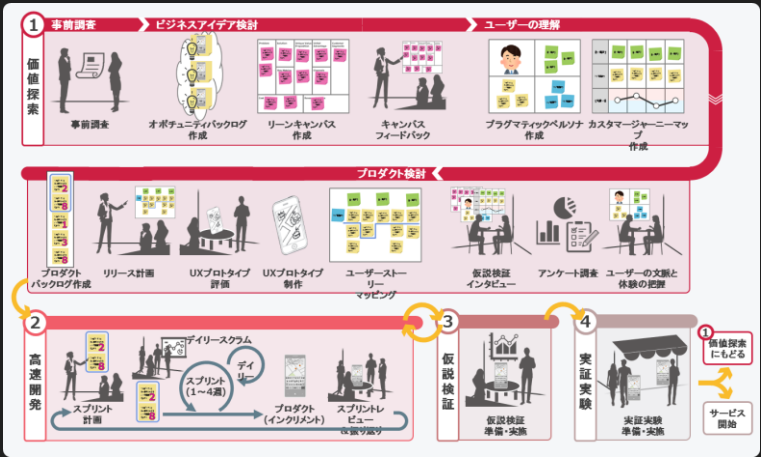 1
価値探索
事前調査
ビジネスアイデア検討
ユーザーの理解
事前調査
オポチュニティバックログ
作成
リーンキャンバス
作成
キャンバス
フィードバック
プラグマティックペルソナ
作成
カスタマージャーニーマッ
プ
作成
プロダクト検討
プロダクト
バックログ作成
リリース計画
UXプロトタイプ
評価
UXプロトタイプ
制作
ユーザーストー
リー
マッピング
仮説検証
インタビュー
アンケート調査
ユーザーの文脈と
体験の把握
2
高速開発
スプリント
計画
デイリースクラム
デイ
リー
スプリント
(1~4週)
プロダクト
(インクリメント)
スプリントレ
ビュー
&振り返り
3
仮説検証
仮説検証
準備・実施
4
実証実験
実証実験
準備・実施
1
価値探索
にもどる
サービス
開始